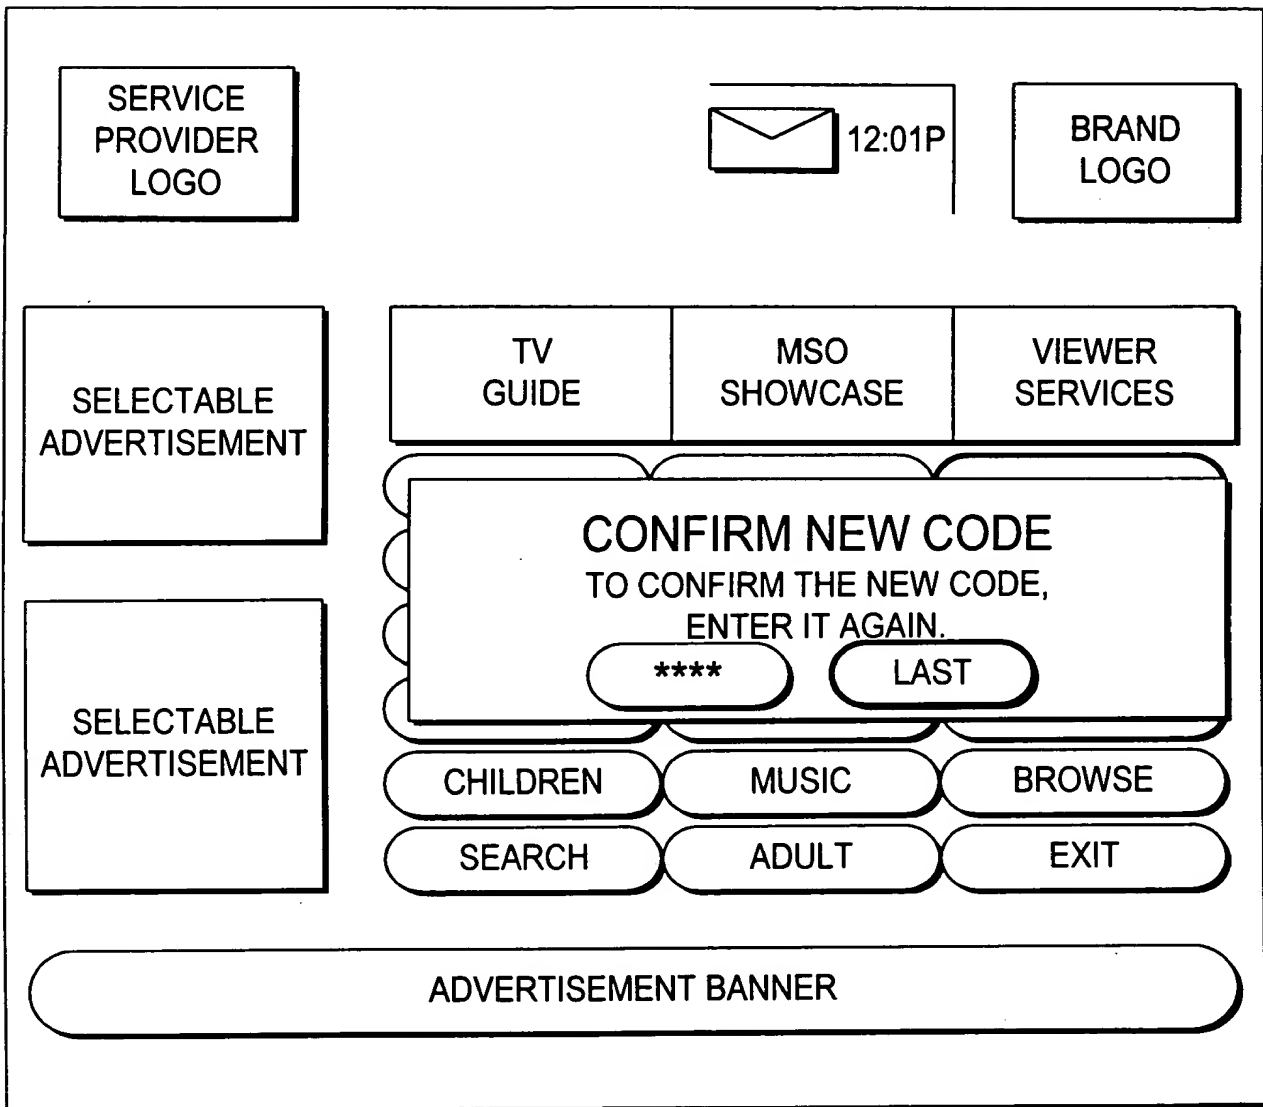 SERVICE
PROVIDER
LOGO
12:01P
BRAND
LOGO
SELECTABLE
ADVERTISEMENT
TV
GUIDE
MSO
SHOWCASE
VIEWER
SERVICES
CONFIRM NEW CODE
TO CONFIRM THE NEW CODE,
ENTER IT AGAIN.
****
LAST
SELECTABLE
ADVERTISEMENT
CHILDREN
MUSIC
BROWSE
SEARCH
ADULT
EXIT
ADVERTISEMENT BANNER